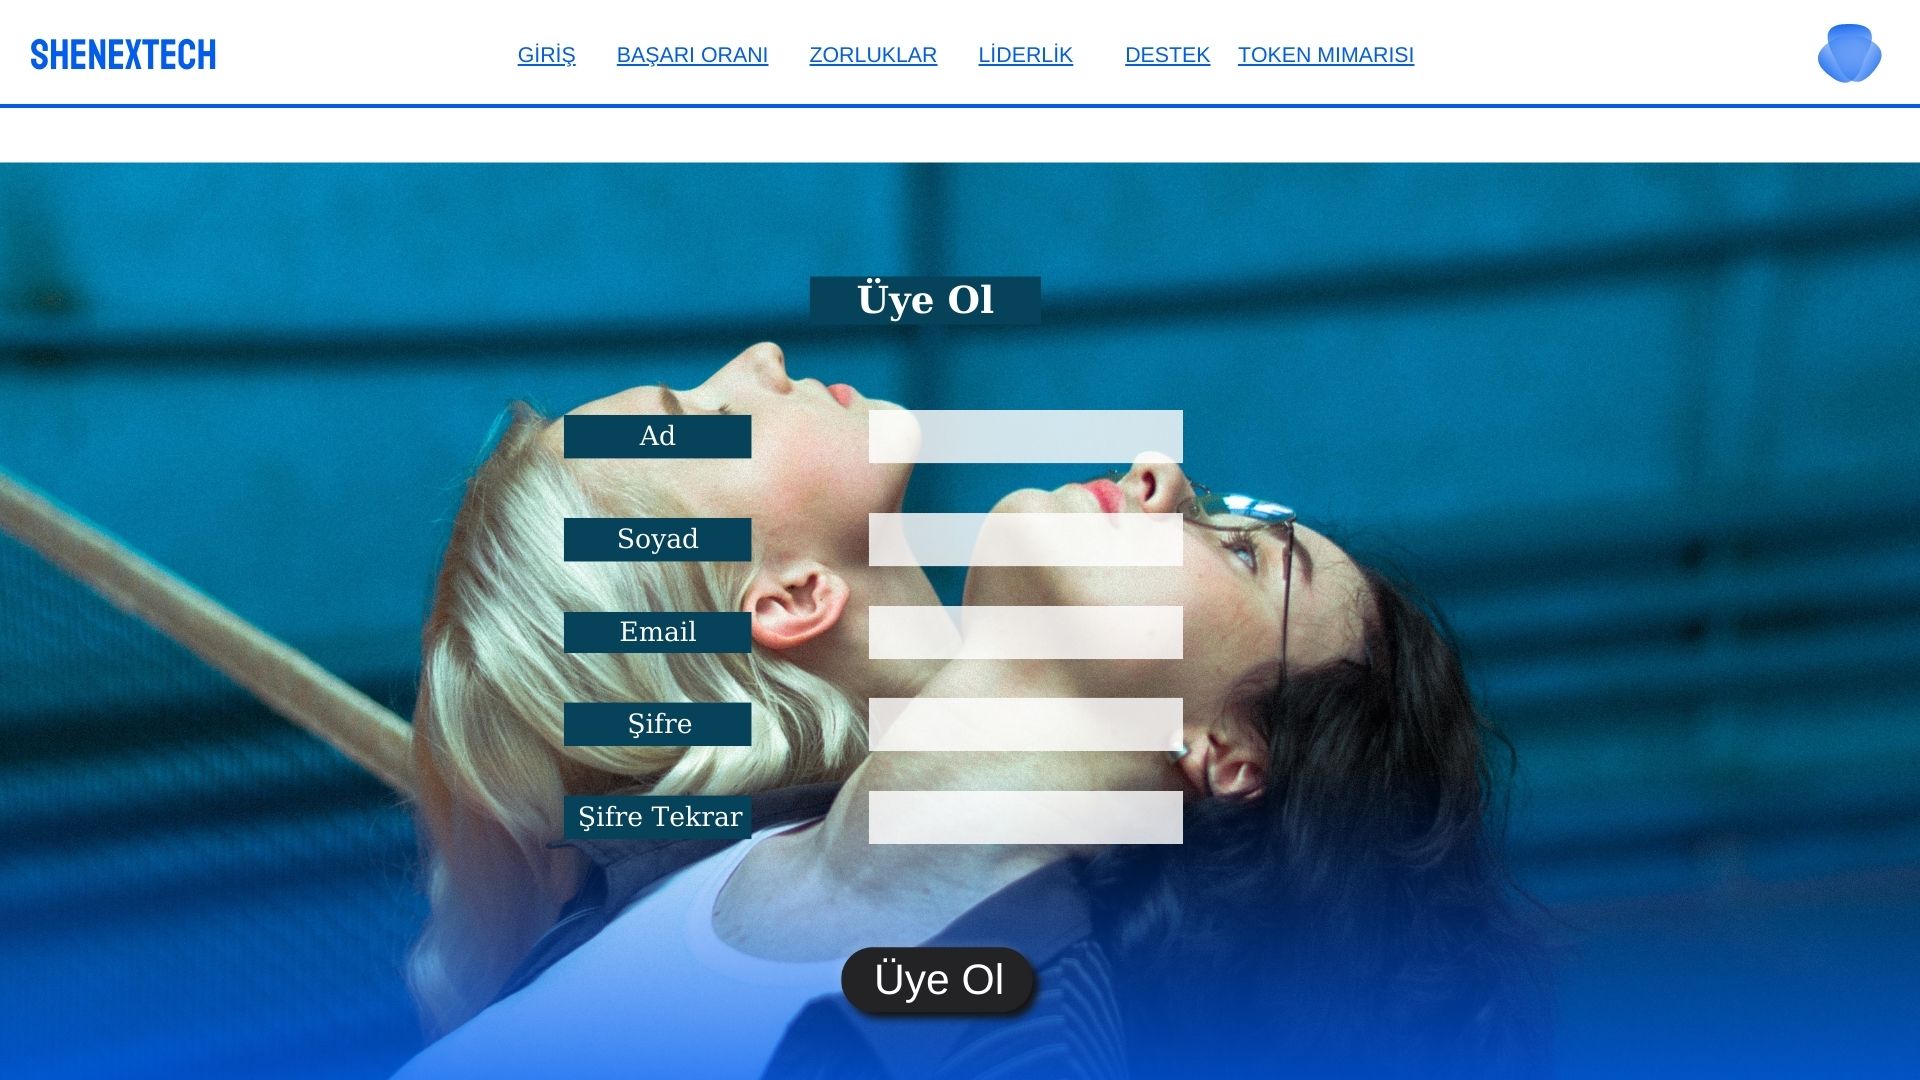 SHENEXTECH
GİRİŞ
BAŞARI ORANI
ZORLUKLAR
LİDERLİK
DESTEK
TOKEN MIMARISI
Üye Ol
Ad
Soyad
Email
Şifre
Şifre Tekrar
Üye Ol